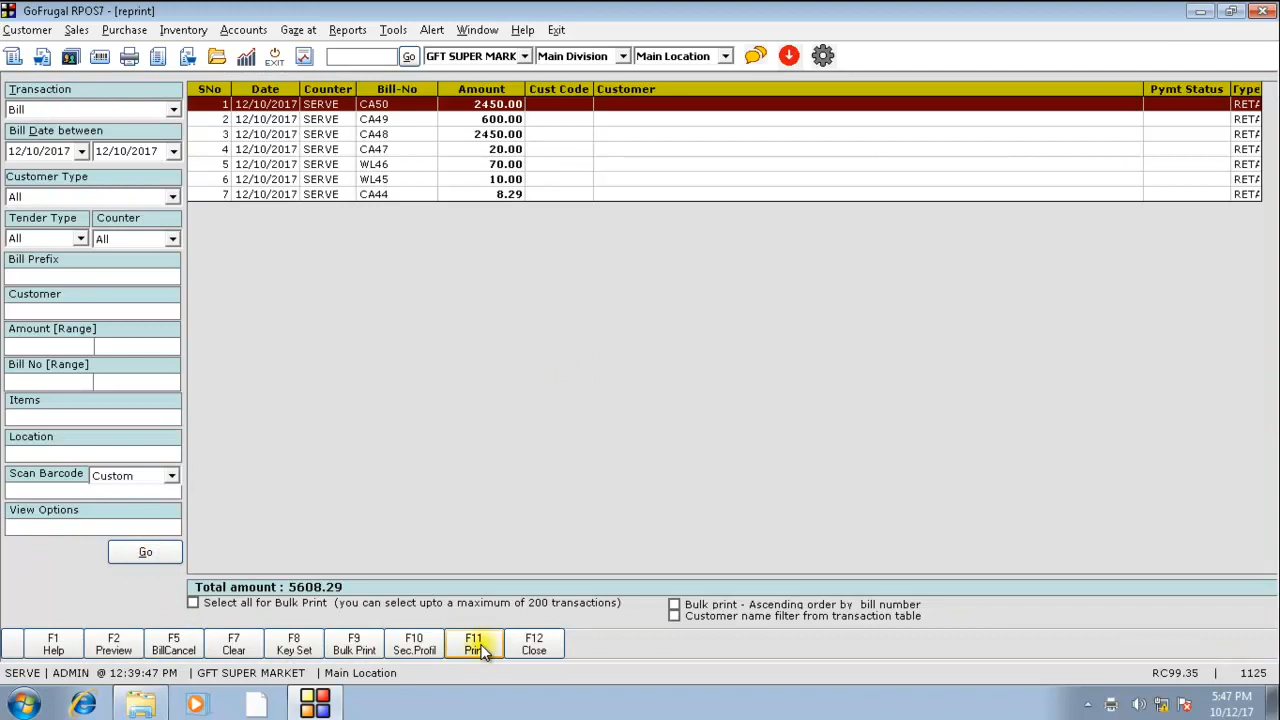 GoFrugal RPOS7 - [reprint]
Customer Sales Purchase Inventory Accounts Gaze at Reports Tools Alert Window Help Exit
EXIT Go GFT SUPER MARK Main Division Main Location
Transaction
Bill
Bill Date between
12/10/2017 12/10/2017
Customer Type
All
Tender Type Counter
All All
Bill Prefix
Customer
Amount [Range]
Bill No [Range]
Items
Location
Scan Barcode Custom
View Options
Go
SNo Date Counter Bill-No Amount Cust Code Customer Pymt Status Type
1 12/10/2017 SERVE CA50 2450.00 RETA
2 12/10/2017 SERVE CA49 600.00 RETA
3 12/10/2017 SERVE CA48 2450.00 RETA
4 12/10/2017 SERVE CA47 20.00 RETA
5 12/10/2017 SERVE WL46 70.00 RETA
6 12/10/2017 SERVE WL45 10.00 RETA
7 12/10/2017 SERVE CA44 8.29 RETA
Total amount : 5608.29
Select all for Bulk Print (you can select upto a maximum of 200 transactions)
Bulk print - Ascending order by bill number
Customer name filter from transaction table
F1 Help
F2 Preview
F5 BillCancel
F7 Clear
F8 Key Set
F9 Bulk Print
F10 Sec.Profil
F11 Print
F12 Close
SERVE | ADMIN @ 12:39:47 PM | GFT SUPER MARKET | Main Location RC99.35 1125
5:47 PM
10/12/17